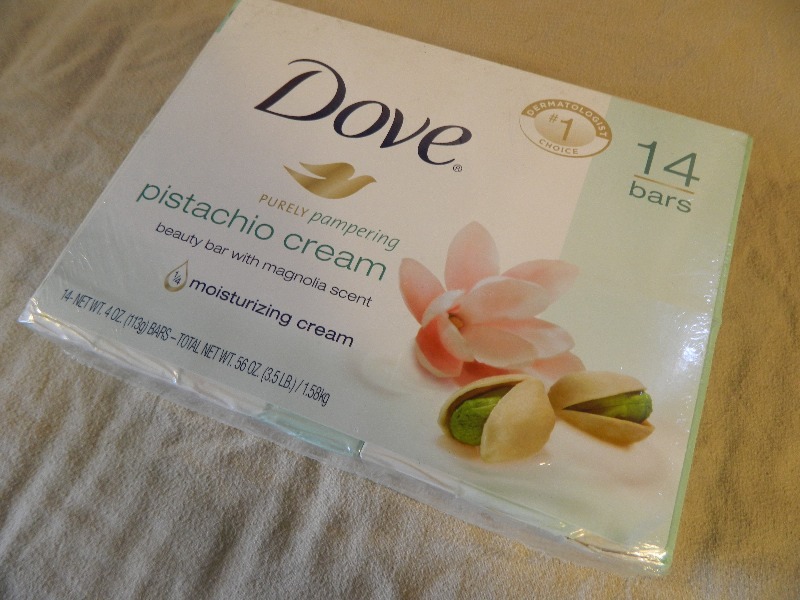 Dove®
DERMATOLOGIST
#1
CHOICE
14
bars
PURELY pampering
pistachio cream
beauty bar with magnolia scent
1/4 moisturizing cream
14- NET WT. 4 OZ. (113g) BARS – TOTAL NET WT. 56 OZ. (3.5 LB.) / 1.58kg